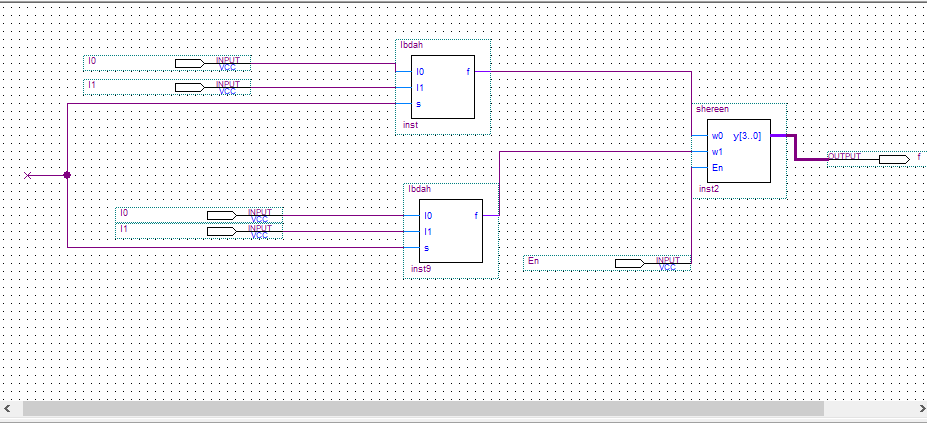 lbdah
I0 INPUT VCC
I0 f
I1 INPUT VCC
I1
s
inst
shereen
w0 y[3..0]
w1
En
inst2
OUTPUT f
lbdah
I0 INPUT VCC
I0 f
I1 INPUT VCC
I1
s
inst9
En INPUT VCC